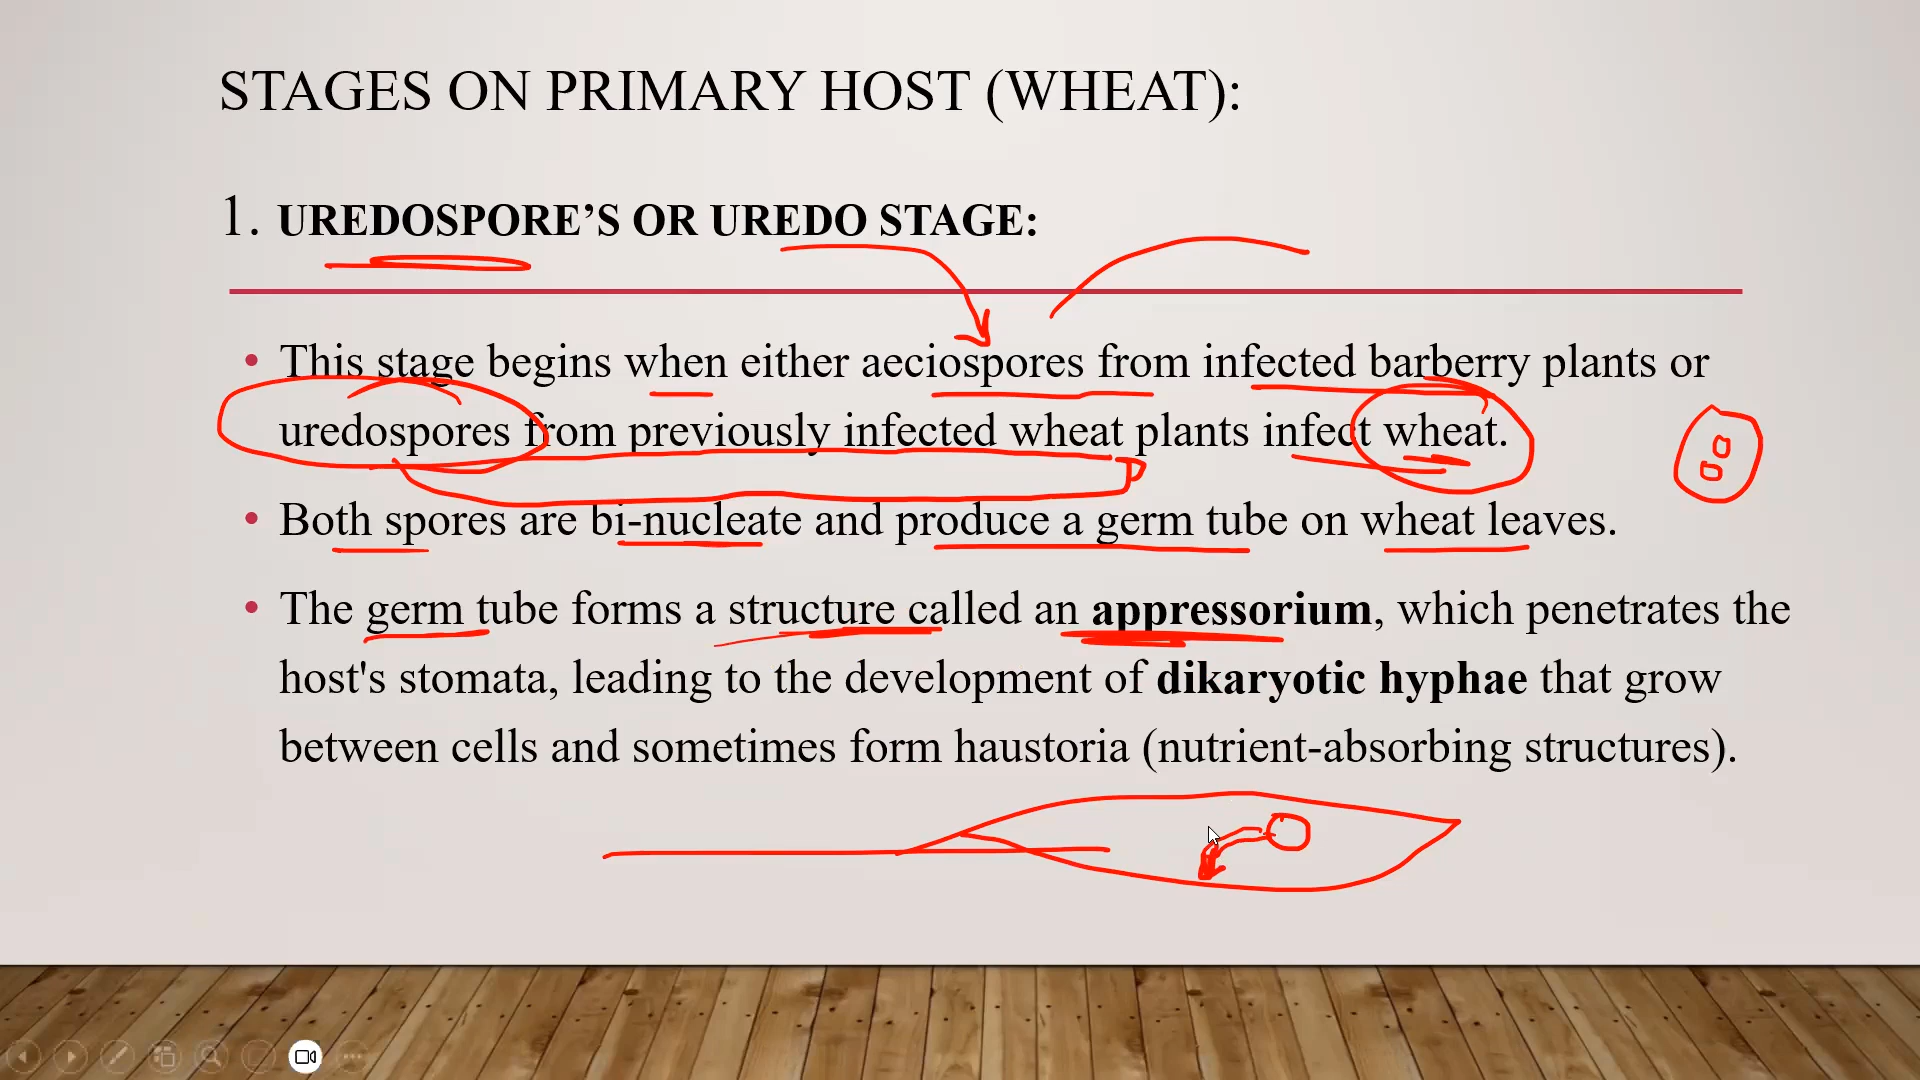 STAGES ON PRIMARY HOST (WHEAT):
1. UREDOSPORE’S OR UREDO STAGE:
• This stage begins when either aeciospores from infected barberry plants or
uredospores from previously infected wheat plants infect wheat.
• Both spores are bi-nucleate and produce a germ tube on wheat leaves.
• The germ tube forms a structure called an appressorium, which penetrates the
host's stomata, leading to the development of dikaryotic hyphae that grow
between cells and sometimes form haustoria (nutrient-absorbing structures).